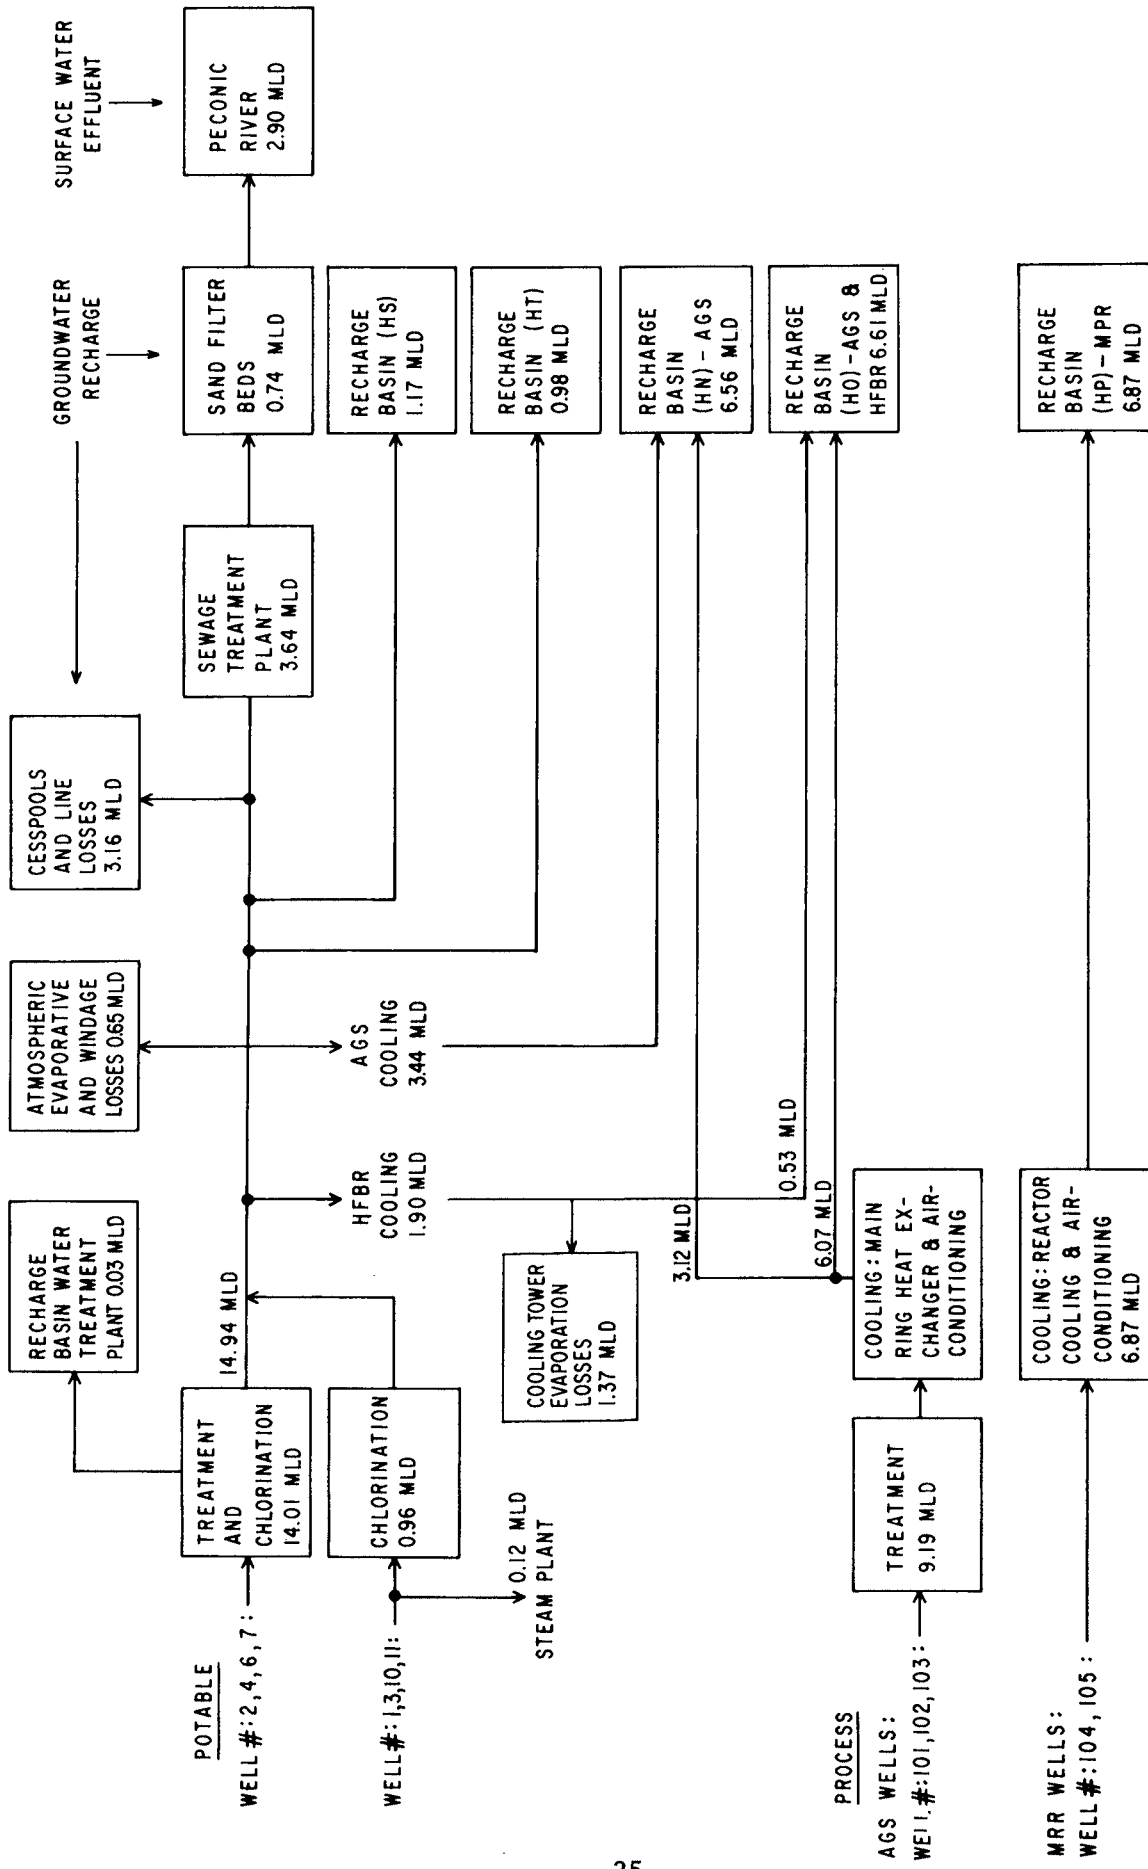 SURFACE WATER
EFFLUENT
GROUNDWATER
RECHARGE
PECONIC
RIVER
2.90 MLD
SAND FILTER
BEDS
0.74 MLD
RECHARGE
BASIN (HS)
1.17 MLD
RECHARGE
BASIN (HT)
0.98 MLD
RECHARGE
BASIN
(HN)-AGS
6.56 MLD
RECHARGE
BASIN
(HO)-AGS &
HFBR 6.61 MLD
RECHARGE
BASIN
(HP)-MPR
6.87 MLD
SEWAGE
TREATMENT
PLANT
3.64 MLD
CESSPOOLS
AND LINE
LOSSES
3.16 MLD
ATMOSPHERIC
EVAPORATIVE
AND WINDAGE
LOSSES 0.65 MLD
AGS
COOLING
3.44 MLD
HFBR
COOLING
1.90 MLD
0.53 MLD
3.12 MLD
6.07 MLD
RECHARGE
BASIN WATER
TREATMENT
PLANT 0.03 MLD
14.94 MLD
COOLING TOWER
EVAPORATION
LOSSES
1.37 MLD
COOLING: MAIN
RING HEAT EX-
CHANGER & AIR-
CONDITIONING
COOLING: REACTOR
COOLING & AIR-
CONDITIONING
6.87 MLD
TREATMENT
AND
CHLORINATION
14.01 MLD
CHLORINATION
0.96 MLD
0.12 MLD
STEAM PLANT
TREATMENT
9.19 MLD
POTABLE
WELL #:2,4,6,7:
WELL #:1,3,10,11:
PROCESS
AGS WELLS:
WELL #:101,102,103:
MRR WELLS:
WELL #:104,105: